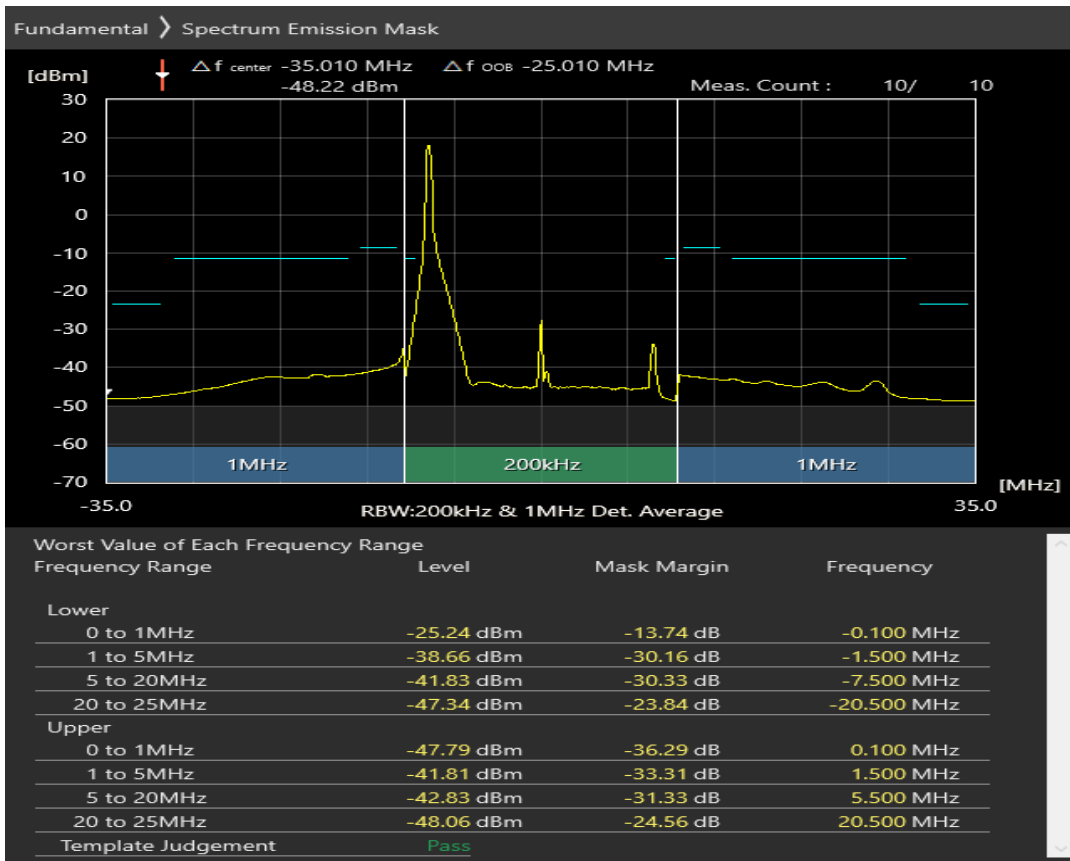 Fundamental ❯ Spectrum Emission Mask
[dBm] Δf center -35.010 MHz Δf OOB -25.010 MHz
-48.22 dBm Meas. Count : 10/ 10
30
20
10
0
-10
-20
-30
-40
-50
-60
1MHz 200kHz 1MHz
-70
[MHz]
-35.0 RBW:200kHz & 1MHz Det. Average 35.0
Worst Value of Each Frequency Range
Frequency Range Level Mask Margin Frequency
Lower
0 to 1MHz -25.24 dBm -13.74 dB -0.100 MHz
1 to 5MHz -38.66 dBm -30.16 dB -1.500 MHz
5 to 20MHz -41.83 dBm -30.33 dB -7.500 MHz
20 to 25MHz -47.34 dBm -23.84 dB -20.500 MHz
Upper
0 to 1MHz -47.79 dBm -36.29 dB 0.100 MHz
1 to 5MHz -41.81 dBm -33.31 dB 1.500 MHz
5 to 20MHz -42.83 dBm -31.33 dB 5.500 MHz
20 to 25MHz -48.06 dBm -24.56 dB 20.500 MHz
Template Judgement Pass